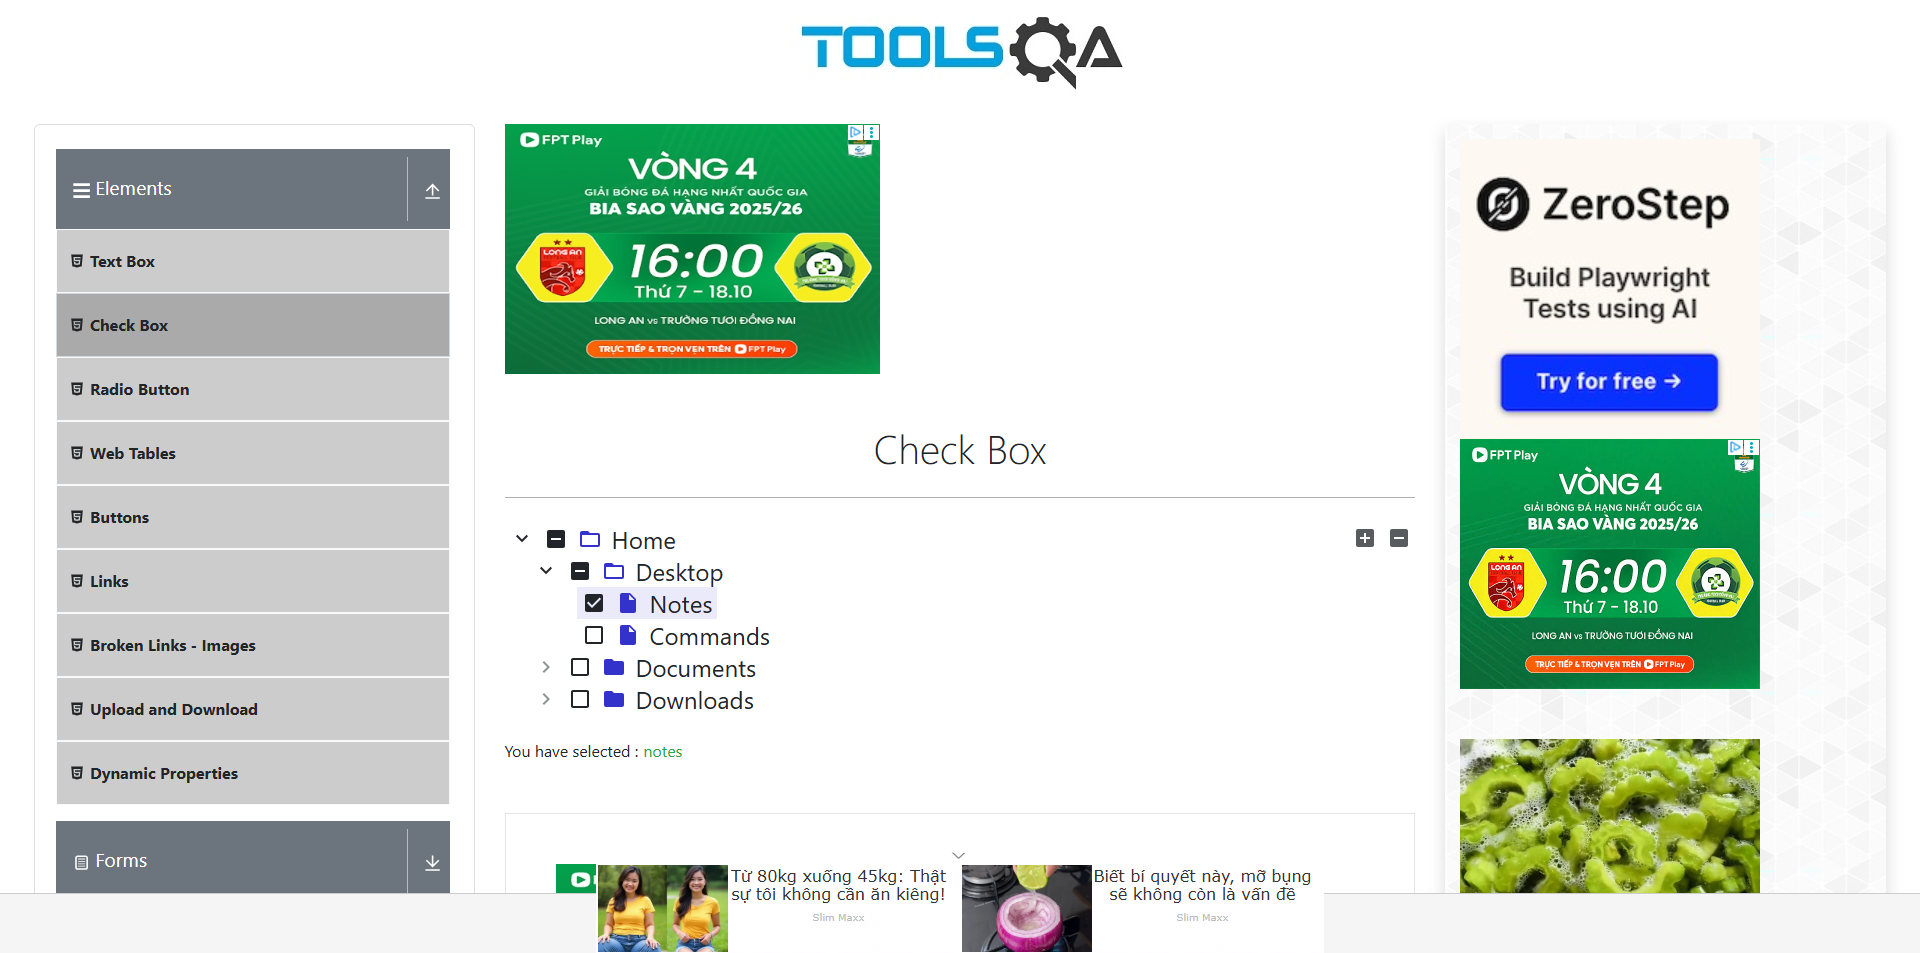 TOOLSQA
Elements
Text Box
Check Box
Radio Button
Web Tables
Buttons
Links
Broken Links - Images
Upload and Download
Dynamic Properties
Forms
FPT Play
VÒNG 4
GIẢI BÓNG ĐÁ HẠNG NHẤT QUỐC GIA
BIA SAO VÀNG 2025/26
LONG AN
16:00
Thứ 7 - 18.10
LONG AN vs TRƯỜNG TƯƠI ĐỒNG NAI
TRỰC TIẾP & TRỌN VẸN TRÊN FPT Play
Check Box
Home
Desktop
Notes
Commands
Documents
Downloads
You have selected : notes
ZeroStep
Build Playwright
Tests using AI
Try for free →
FPT Play
VÒNG 4
GIẢI BÓNG ĐÁ HẠNG NHẤT QUỐC GIA
BIA SAO VÀNG 2025/26
LONG AN
16:00
Thứ 7 - 18.10
LONG AN vs TRƯỜNG TƯƠI ĐỒNG NAI
TRỰC TIẾP & TRỌN VẸN TRÊN FPT Play
Từ 80kg xuống 45kg: Thật
sự tôi không cần ăn kiêng!
Slim Maxx
Biết bí quyết này, mỡ bụng
sẽ không còn là vấn đề
Slim Maxx